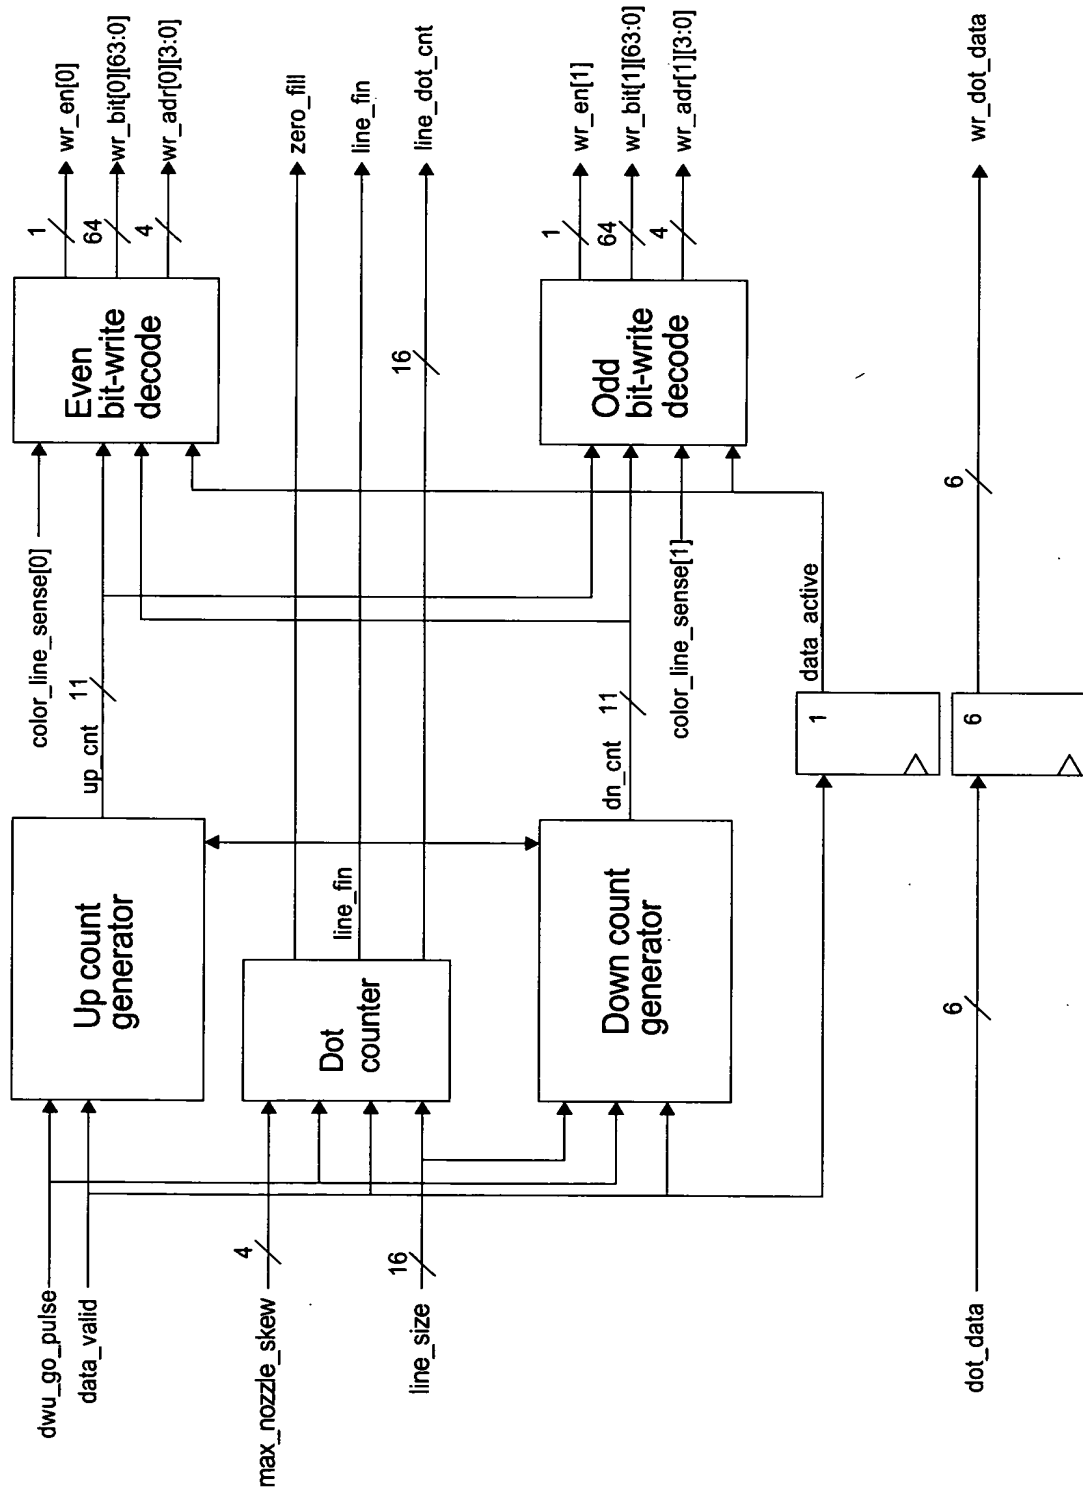 dwu_go_pulse
data_valid
max_nozzle_skew
4
line_size
16
dot_data
6
Up count
generator
Dot
counter
Down count
generator
line_fin
up_cnt
11
dn_cnt
11
color_line_sense[0]
color_line_sense[1]
1
data_active
6
6
Even
bit-write
decode
Odd
bit-write
decode
16
1
64
4
wr_en[0]
wr_bit[0][63:0]
wr_adr[0][3:0]
zero_fill
line_fin
line_dot_cnt
1
64
4
wr_en[1]
wr_bit[1][63:0]
wr_adr[1][3:0]
wr_dot_data